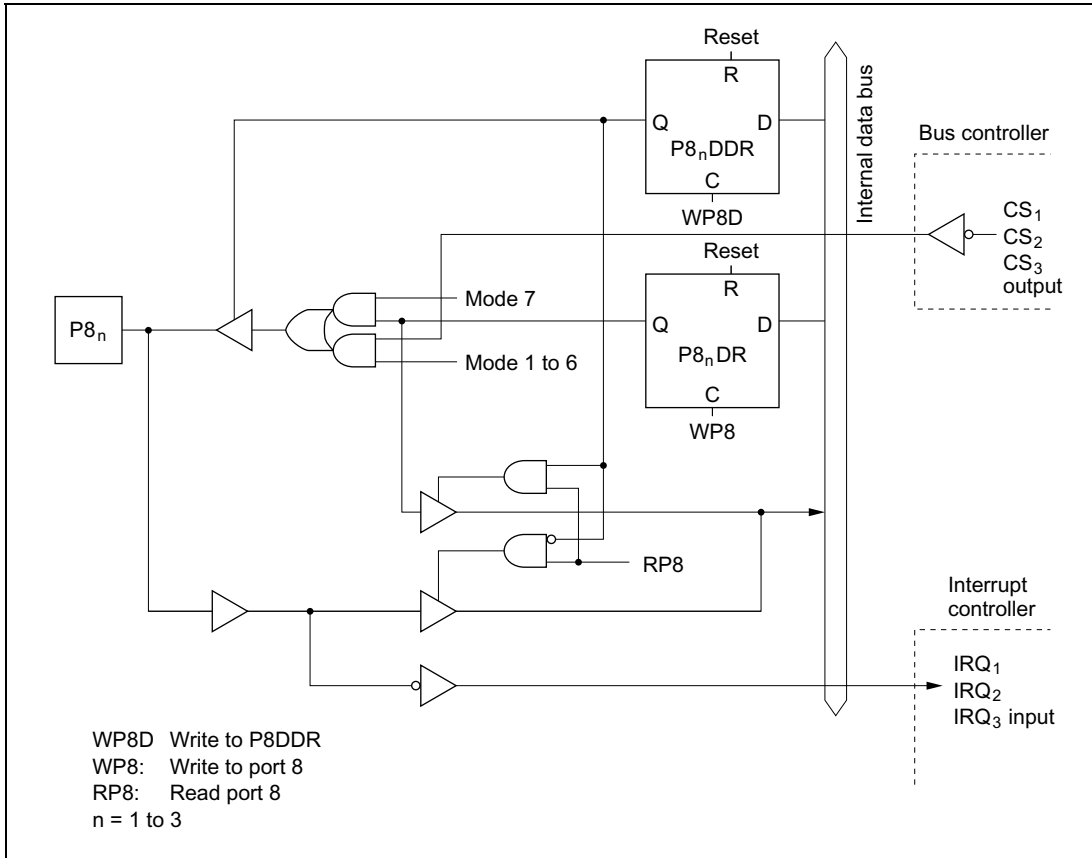 Reset
R
Q
D
P8nDDR
C
WP8D
Internal data bus
Bus controller
CS1
CS2
CS3
output
Reset
R
Q
D
P8nDR
C
WP8
P8n
Mode 7
Mode 1 to 6
RP8
Interrupt
controller
IRQ1
IRQ2
IRQ3 input
WP8D Write to P8DDR
WP8: Write to port 8
RP8: Read port 8
n = 1 to 3